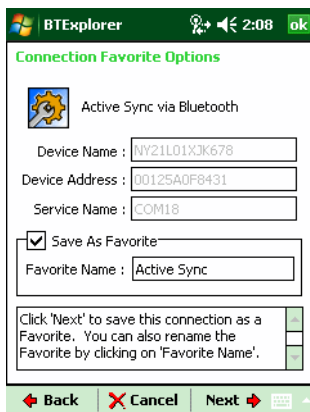 BTExplorer 2:08 ok
Connection Favorite Options
Active Sync via Bluetooth
Device Name : NY21L01XJK678
Device Address : 00125A0F8431
Service Name : COM18
Save As Favorite
Favorite Name : Active Sync
Click 'Next' to save this connection as a
Favorite. You can also rename the
Favorite by clicking on 'Favorite Name'.
Back Cancel Next